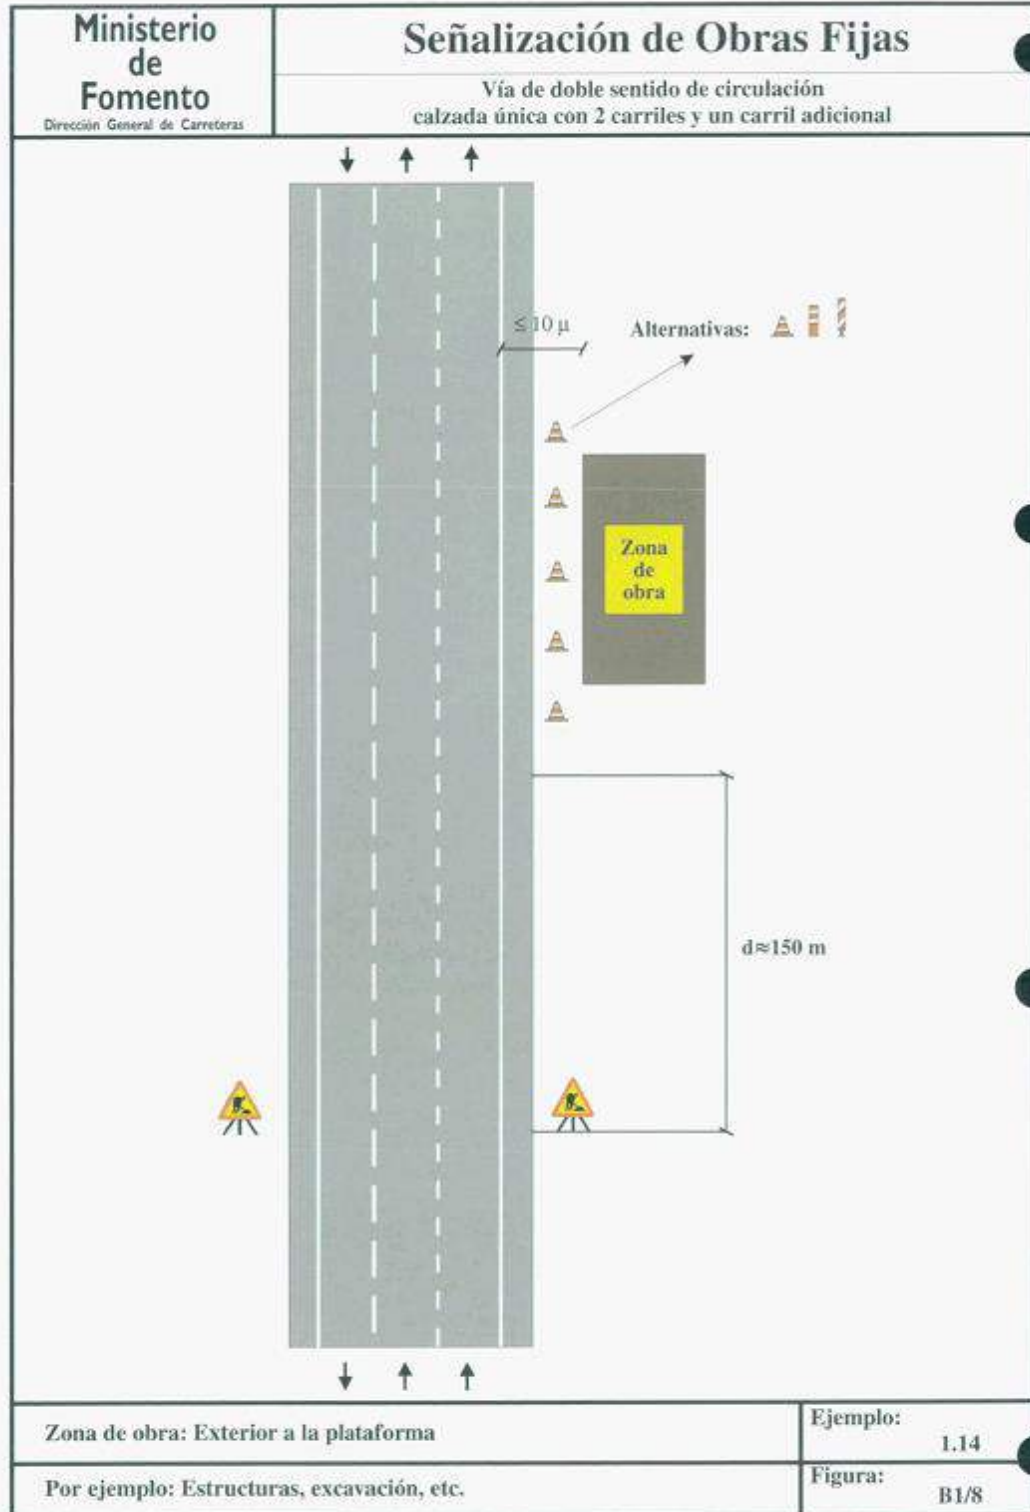 Ministerio
de
Fomento
Dirección General de Carreteras
Señalización de Obras Fijas
Vía de doble sentido de circulación
calzada única con 2 carriles y un carril adicional
≤ 10 µ
Alternativas:
Zona
de
obra
d≈150 m
Zona de obra: Exterior a la plataforma
Ejemplo:
1.14
Por ejemplo: Estructuras, excavación, etc.
Figura:
B1/8